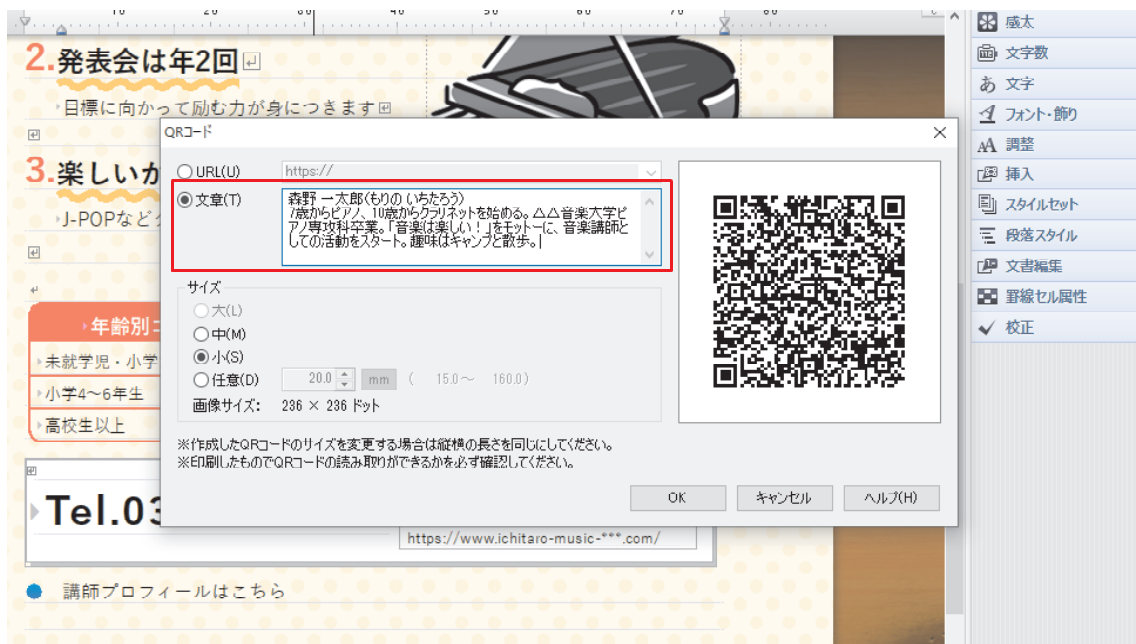 2.発表会は年2回
目標に向かって励む力が身につきます
3.楽しいか
J-POPなど
年齢別コ
未就学児・小学
小学4～6年生
高校生以上
Tel.03
https://www.ichitaro-music-***.com/
講師プロフィールはこちら
QRコード
URL(U)
https://
文章(T)
森野 一太郎(もりの いちたろう)
7歳からピアノ、10歳からクラリネットを始める。△△音楽大学ピ
アノ専攻科卒業。「音楽は楽しい！」をモットーに、音楽講師と
しての活動をスタート。趣味はキャンプと散歩。
サイズ
大(L)
中(M)
小(S)
任意(D)
20.0
mm
( 15.0～ 160.0)
画像サイズ: 236 × 236 ドット
※作成したQRコードのサイズを変更する場合は縦横の長さを同じにしてください。
※印刷したものでQRコードの読み取りができるかを必ず確認してください。
OK
キャンセル
ヘルプ(H)
感太
文字数
文字
フォント・飾り
調整
挿入
スタイルセット
段落スタイル
文書編集
罫線セル属性
校正